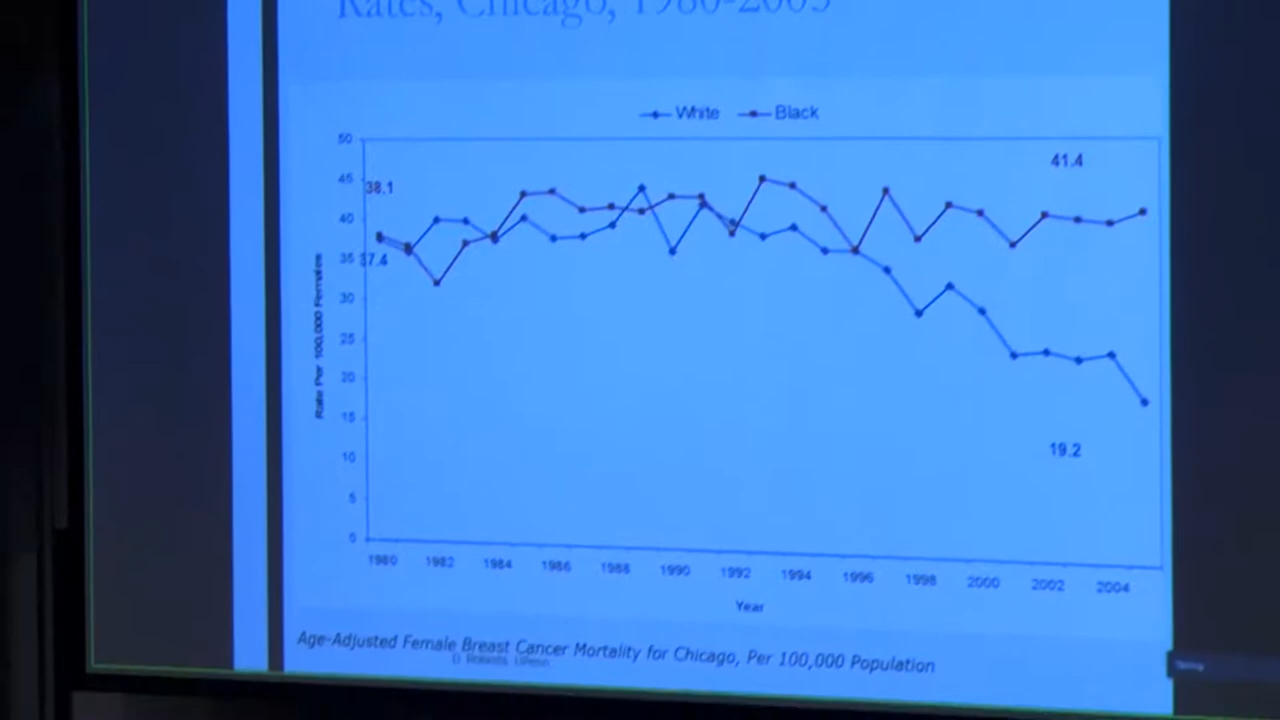 Rates, Chicago, 1980-2005
White Black
50
41.4
45
38.1
40
35
37.4
30
25
20
15
19.2
10
5
0
Rate Per 100,000 Females
1980 1982 1984 1986 1988 1990 1992 1994 1996 1998 2000 2002 2004
Year
Age-Adjusted Female Breast Cancer Mortality for Chicago, Per 100,000 Population
D. Roberts, UPenn